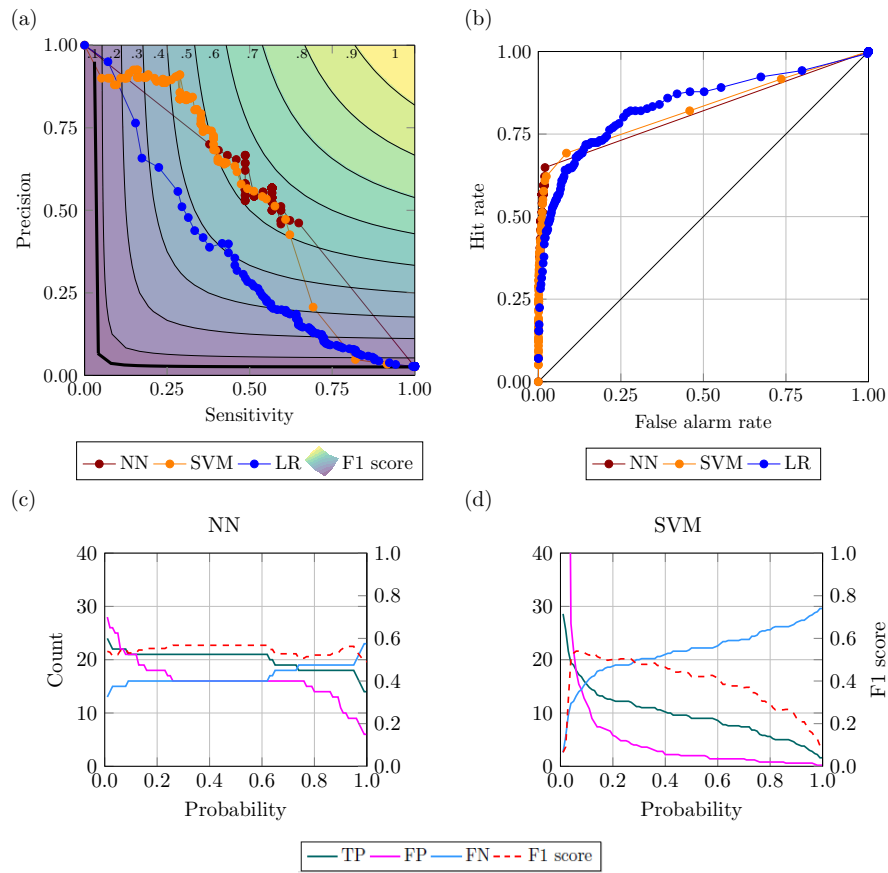 (a)
(b)
.1 .2 .3 .4 .5 .6 .7 .8 .9 1
1.00
0.75
0.50
0.25
0.00
0.00 0.25 0.50 0.75 1.00
Precision
Sensitivity
NN SVM LR F1 score
1.00
0.75
0.50
0.25
0.00
0.00 0.25 0.50 0.75 1.00
Hit rate
False alarm rate
NN SVM LR
(c)
(d)
NN
40
30
20
10
0
1.0
0.8
0.6
0.4
0.2
0.0
0.0 0.2 0.4 0.6 0.8 1.0
Count
Probability
SVM
40
30
20
10
0
1.0
0.8
0.6
0.4
0.2
0.0
0.0 0.2 0.4 0.6 0.8 1.0
F1 score
Probability
TP FP FN F1 score